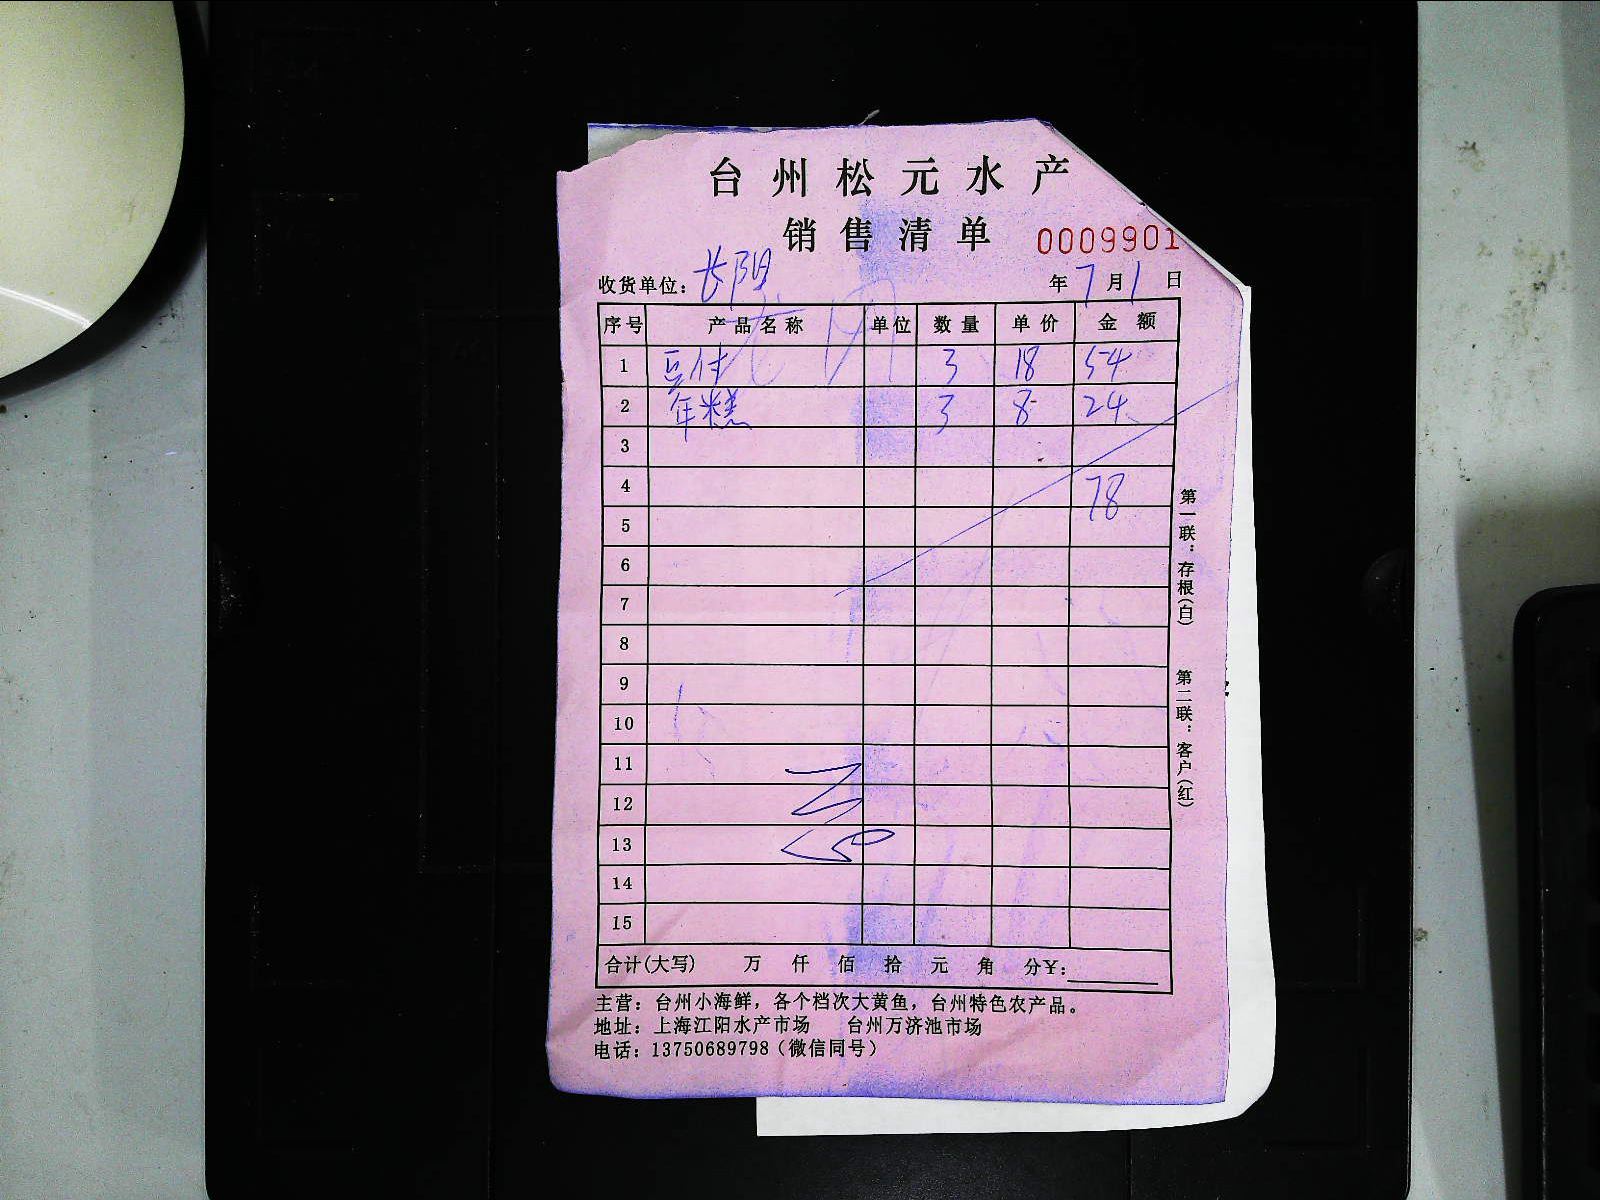 台州松元水产
销售清单 0009901
收货单位：长阳 年7月1日
序号 产品名称 单位 数量 单价 金额
1 豆付 3 18 54
2 年糕 3 8 24
3
4 78
5
6
7
8
9
10
11
12
13
14
15
合计(大写) 万 仟 佰 拾 元 角 分¥：
主营：台州小海鲜，各个档次大黄鱼，台州特色农产品。
地址：上海江阳水产市场 台州万济池市场
电话：13750689798（微信同号）
第一联：存根(白)
第二联：客户(红)